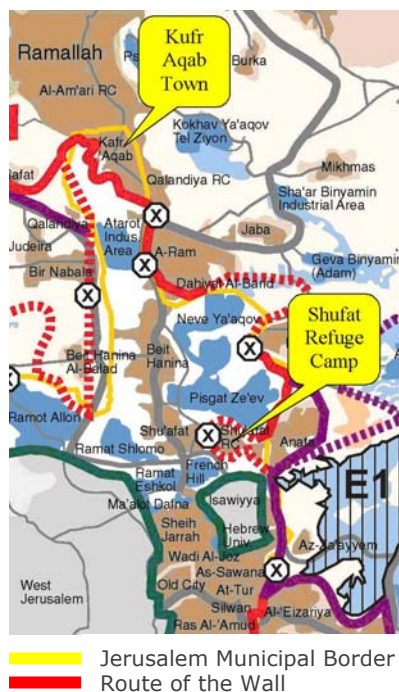 Ramallah
Kufr
Aqab
Town
Burka
Al-Am'ari RC
Kokhav Ya'aqov
Tel Ziyon
Kafr
'Aqab
Rafat
Qalandiya RC
Mikhmas
Sha'ar Binyamin
Industrial Area
Qalandiya
Atarot
Indus.
Area
X
Judeira
A-Ram
Jaba
X
Geva Binyamin
(Adam)
Bir Nabala
X
Dahiyat Al-Barid
Neve Ya'aqov
Shufat
Refuge
Camp
Beit Hanina
Al-Balad
Beit
Hanina
X
X
Pisgat Ze'ev
Ramot Allon
Shu'afat
X
Shu'afat
RC
Anata
Ramat Shlomo
French
Hill
Ramat
Eshkol
Ma'alot Dafna
Isawiyya
E1
Sheih
Jarrah
Hebrew
Univ.
Wadi Al-Joz
Az-Za'ayyem
As-Sawana
X
West
Jerusalem
Old City
At-Tur
Silwan
Al-'Eizariya
Ras Al-'Amud
Jerusalem Municipal Border
Route of the Wall